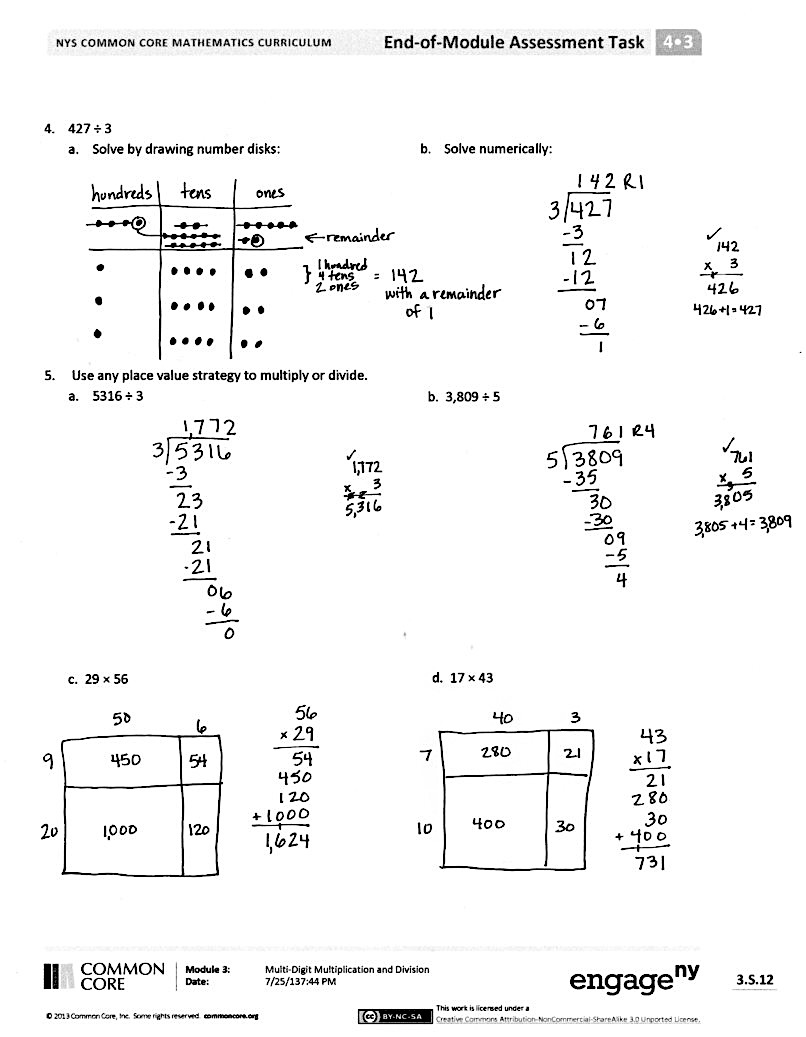 NYS COMMON CORE MATHEMATICS CURRICULUM End-of-Module Assessment Task 4•3
4. 427 ÷ 3
a. Solve by drawing number disks:
hundreds tens ones
←remainder
} 1 hundred
4 tens
2 ones
= 142
with a remainder
of 1
b. Solve numerically:
142 R1
3/427
-3
12
-12
07
-6
1
✓
142
x 3
426
426+1=427
5. Use any place value strategy to multiply or divide.
a. 5316 ÷ 3
1,772
3/5316
-3
23
-21
21
-21
06
-6
0
✓
1,772
x 3
5,316
b. 3,809 ÷ 5
761 R4
5/3809
-35
30
-30
09
-5
4
✓
761
x 5
3,805
3,805+4=3,809
c. 29 × 56
50 6
9 450 54
20 1,000 120
56
×29
54
450
120
+1000
1,624
d. 17 × 43
40 3
7 280 21
10 400 30
43
x17
21
280
30
+400
731
COMMON CORE
Module 3: Multi-Digit Multiplication and Division
Date: 7/25/137:44 PM
engageny
3.S.12
© 2013 Common Core, Inc. Some rights reserved. commoncore.org
cc BY-NC-SA
This work is licensed under a
Creative Commons Attribution-NonCommercial-ShareAlike 3.0 Unported License.